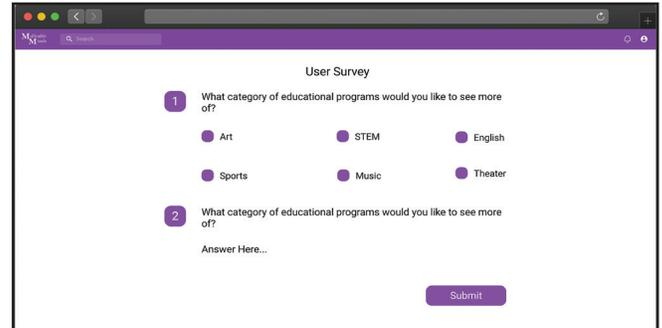 Search
User Survey
1
What category of educational programs would you like to see more
of?
Art
STEM
English
Sports
Music
Theater
2
What category of educational programs would you like to see more
of?
Answer Here...
Submit